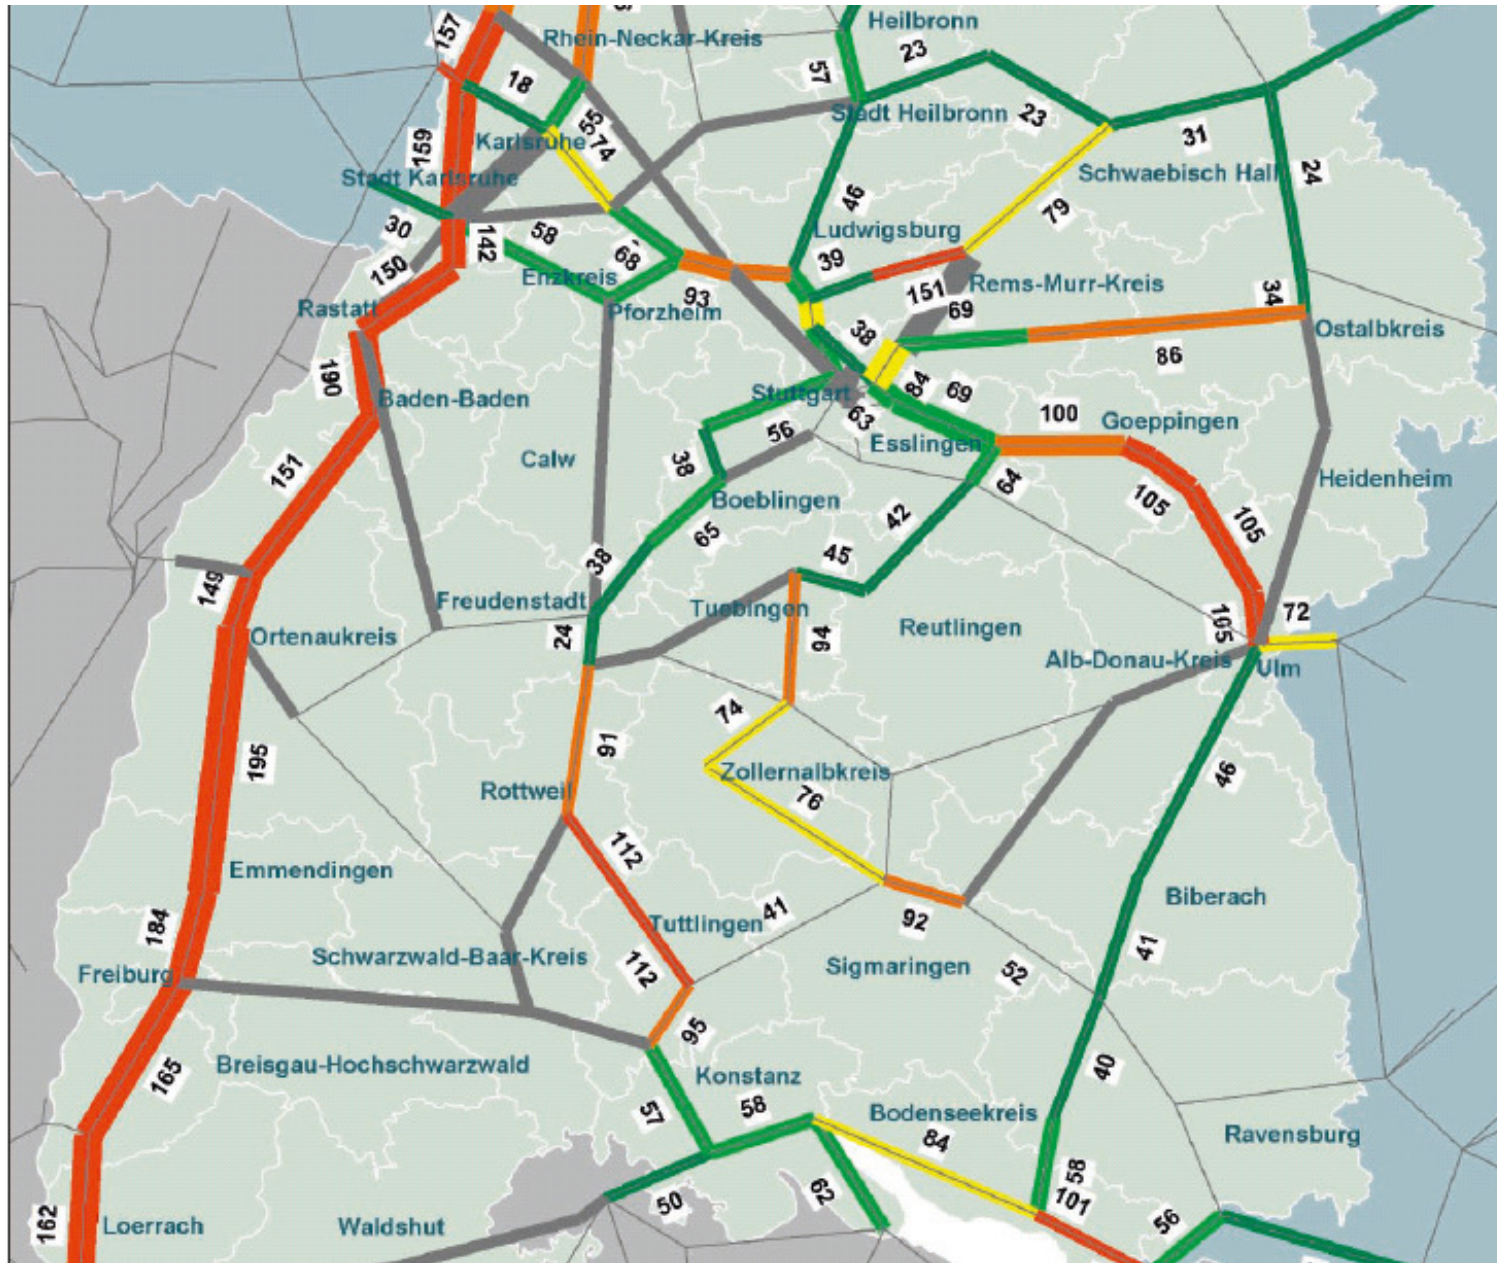 Heilbronn
157
Rhein-Neckar-Kreis
23
57
18
Stadt Heilbronn
23
55
Karlsruhe
74
31
159
Schwaebisch Hall
24
Stadt Karlsruhe
46
79
30
58
142
Ludwigsburg
68
39
150
Enzkreis
151
Rems-Murr-Kreis
34
93
69
Rastatt
Pforzheim
38
Ostalbkreis
86
190
84
69
Baden-Baden
Stuttgart
63
100
Goeppingen
56
Esslingen
151
Calw
38
64
Heidenheim
Boeblingen
105
65
42
105
38
45
149
Freudenstadt
Tuebingen
72
105
24
94
Reutlingen
Ortenaukreis
Alb-Donau-Kreis
Ulm
74
91
195
Zollernalbkreis
46
Rottweil
76
112
Emmendingen
Biberach
41
92
184
Tuttlingen
41
Schwarzwald-Baar-Kreis
112
Sigmaringen
52
Freiburg
95
Breisgau-Hochschwarzwald
40
165
Konstanz
57
58
Bodenseekreis
84
Ravensburg
58
62
101
50
56
162
Loerrach
Waldshut